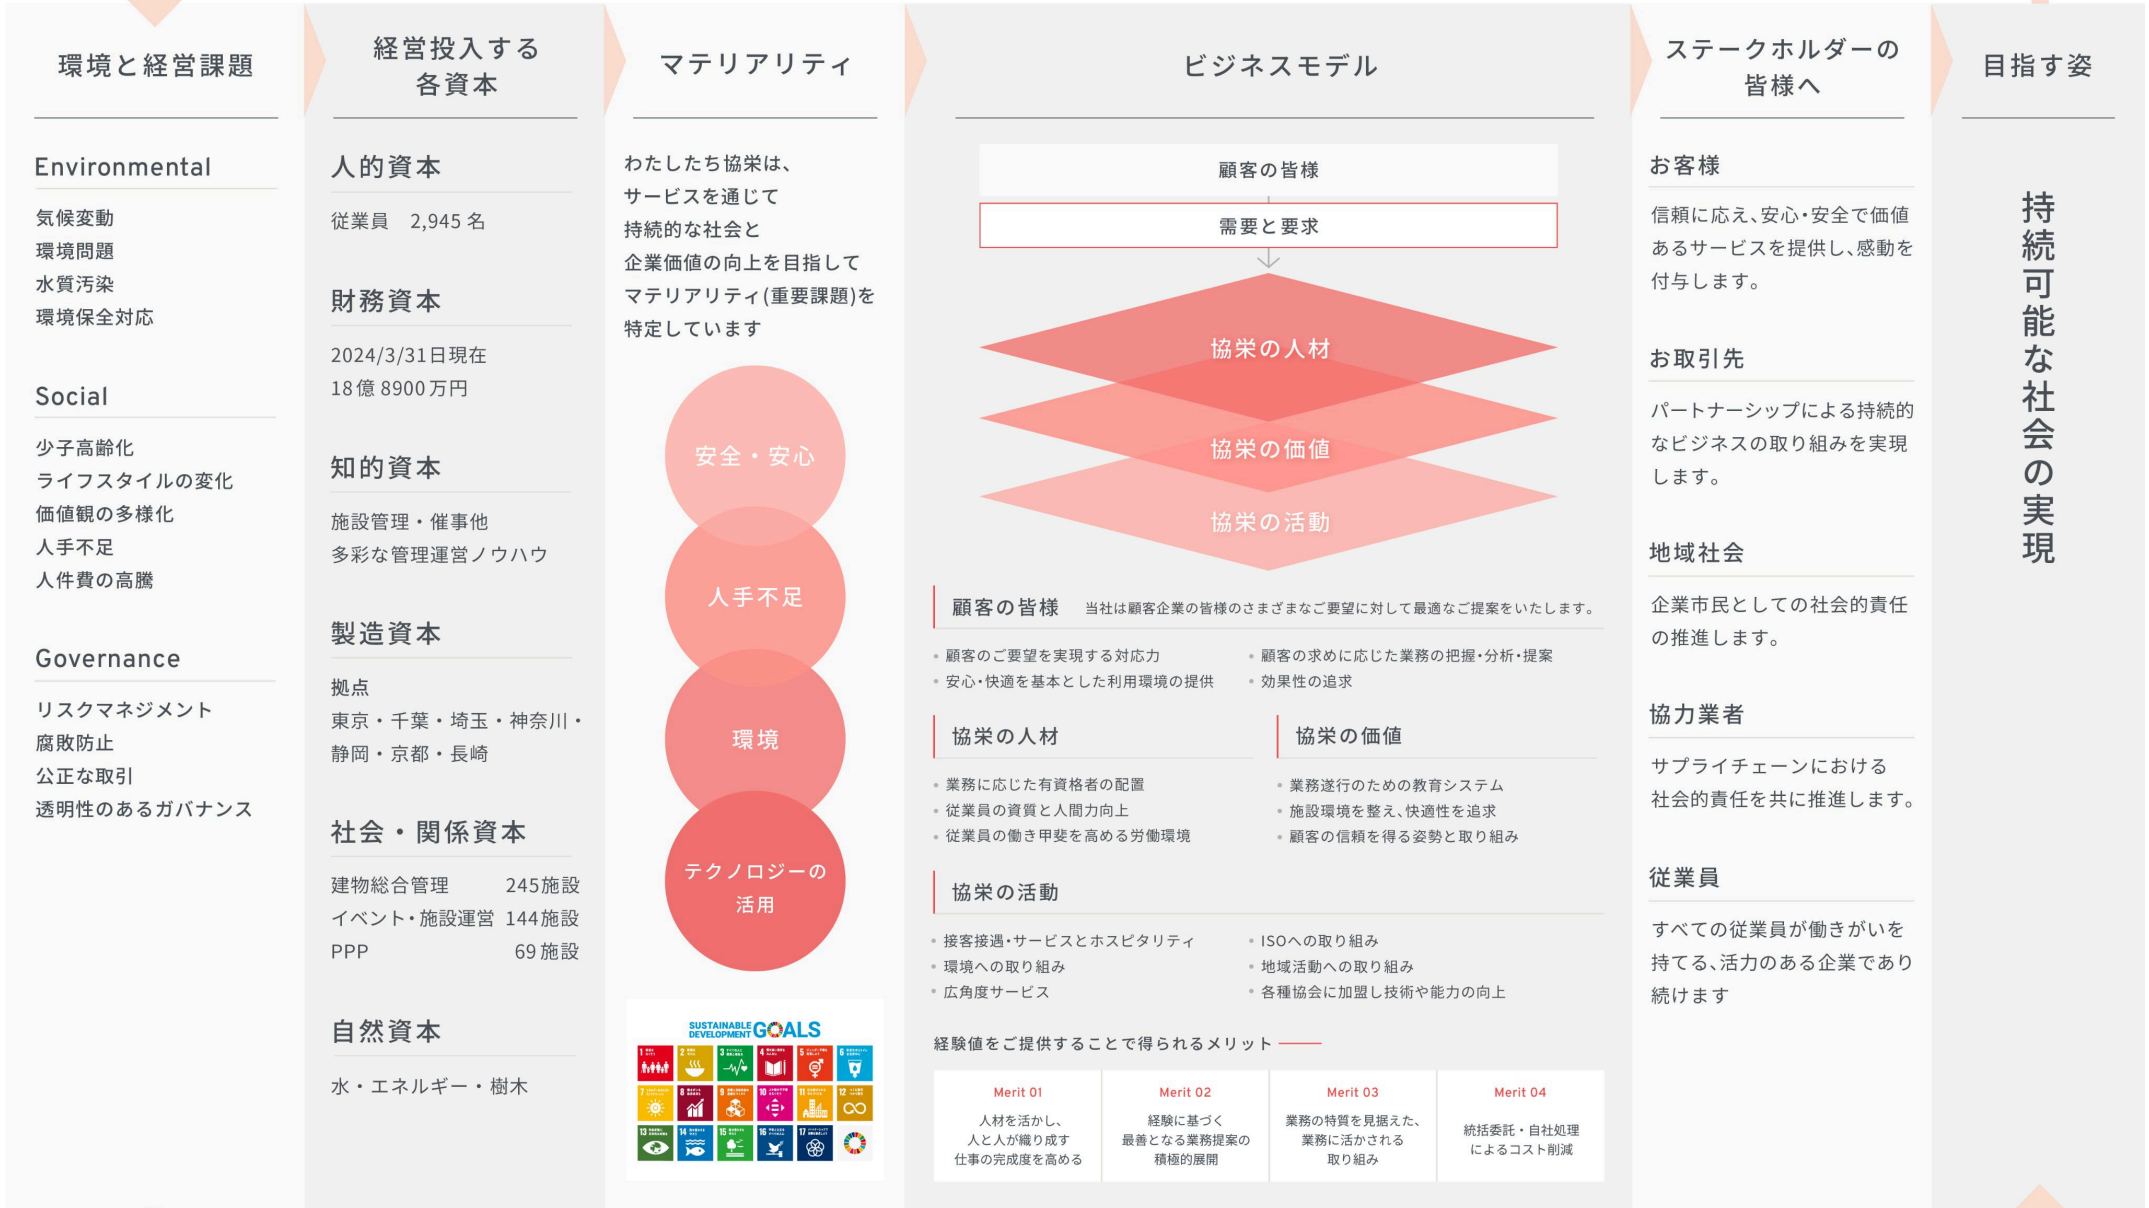 環境と経営課題
Environmental
気候変動
環境問題
水質汚染
環境保全対応
Social
少子高齢化
ライフスタイルの変化
価値観の多様化
人手不足
人件費の高騰
Governance
リスクマネジメント
腐敗防止
公正な取引
透明性のあるガバナンス
経営投入する
各資本
人的資本
従業員 2,945 名
財務資本
2024/3/31日現在
18億 8900万円
知的資本
施設管理・催事他
多彩な管理運営ノウハウ
製造資本
拠点
東京・千葉・埼玉・神奈川・
静岡・京都・長崎
社会・関係資本
建物総合管理 245施設
イベント・施設運営 144施設
PPP 69施設
自然資本
水・エネルギー・樹木
マテリアリティ
わたしたち協栄は、
サービスを通じて
持続的な社会と
企業価値の向上を目指して
マテリアリティ(重要課題)を
特定しています
安全・安心
人手不足
環境
テクノロジーの
活用
SUSTAINABLE
DEVELOPMENT GOALS
1
2
3
4
5
6
7
8
9
10
11
12
13
14
15
16
17
ビジネスモデル
顧客の皆様
需要と要求
協栄の人材
協栄の価値
協栄の活動
顧客の皆様 当社は顧客企業の皆様のさまざまなご要望に対して最適なご提案をいたします。
• 顧客のご要望を実現する対応力
• 安心・快適を基本とした利用環境の提供
• 顧客の求めに応じた業務の把握・分析・提案
• 効果性の追求
協栄の人材
• 業務に応じた有資格者の配置
• 従業員の資質と人間力向上
• 従業員の働き甲斐を高める労働環境
協栄の価値
• 業務遂行のための教育システム
• 施設環境を整え、快適性を追求
• 顧客の信頼を得る姿勢と取り組み
協栄の活動
• 接客接遇・サービスとホスピタリティ
• 環境への取り組み
• 広角度サービス
• ISOへの取り組み
• 地域活動への取り組み
• 各種協会に加盟し技術や能力の向上
経験値をご提供することで得られるメリット
Merit 01
人材を活かし、
人と人が織り成す
仕事の完成度を高める
Merit 02
経験に基づく
最善となる業務提案の
積極的展開
Merit 03
業務の特質を見据えた、
業務に活かされる
取り組み
Merit 04
統括委託・自社処理
によるコスト削減
ステークホルダーの
皆様へ
お客様
信頼に応え、安心・安全で価値
あるサービスを提供し、感動を
付与します。
お取引先
パートナーシップによる持続的
なビジネスの取り組みを実現
します。
地域社会
企業市民としての社会的責任
の推進します。
協力業者
サプライチェーンにおける
社会的責任を共に推進します。
従業員
すべての従業員が働きがいを
持てる、活力のある企業であり
続けます
目指す姿
持続可能な社会の実現